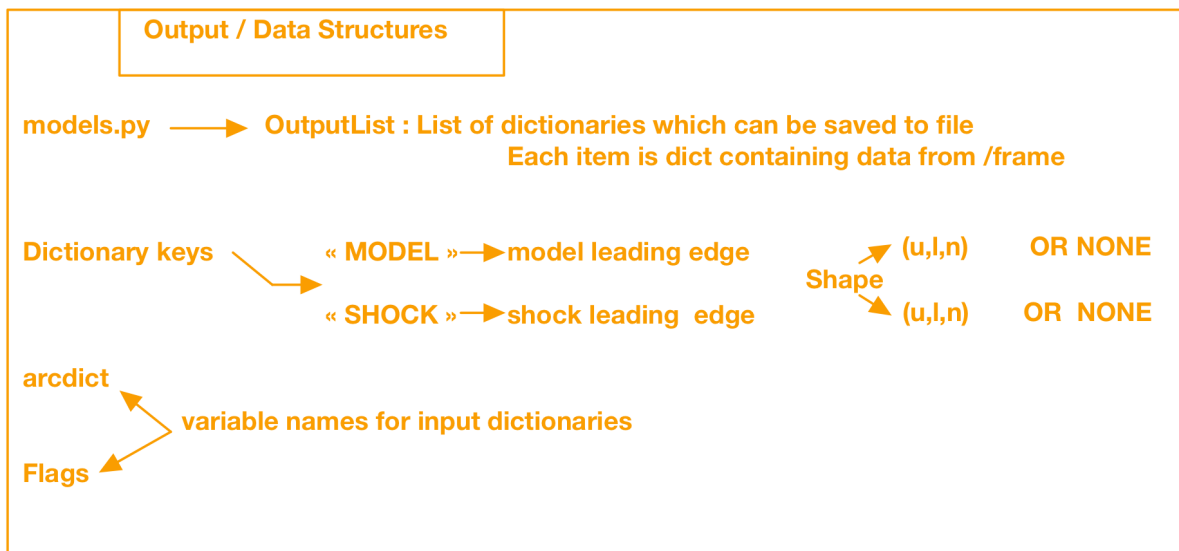 Output / Data Structures
models.py OutputList : List of dictionaries which can be saved to file
Each item is dict containing data from /frame
Dictionary keys « MODEL » model leading edge (u,l,n) OR NONE
Shape
« SHOCK » shock leading edge (u,l,n) OR NONE
arcdict
variable names for input dictionaries
Flags